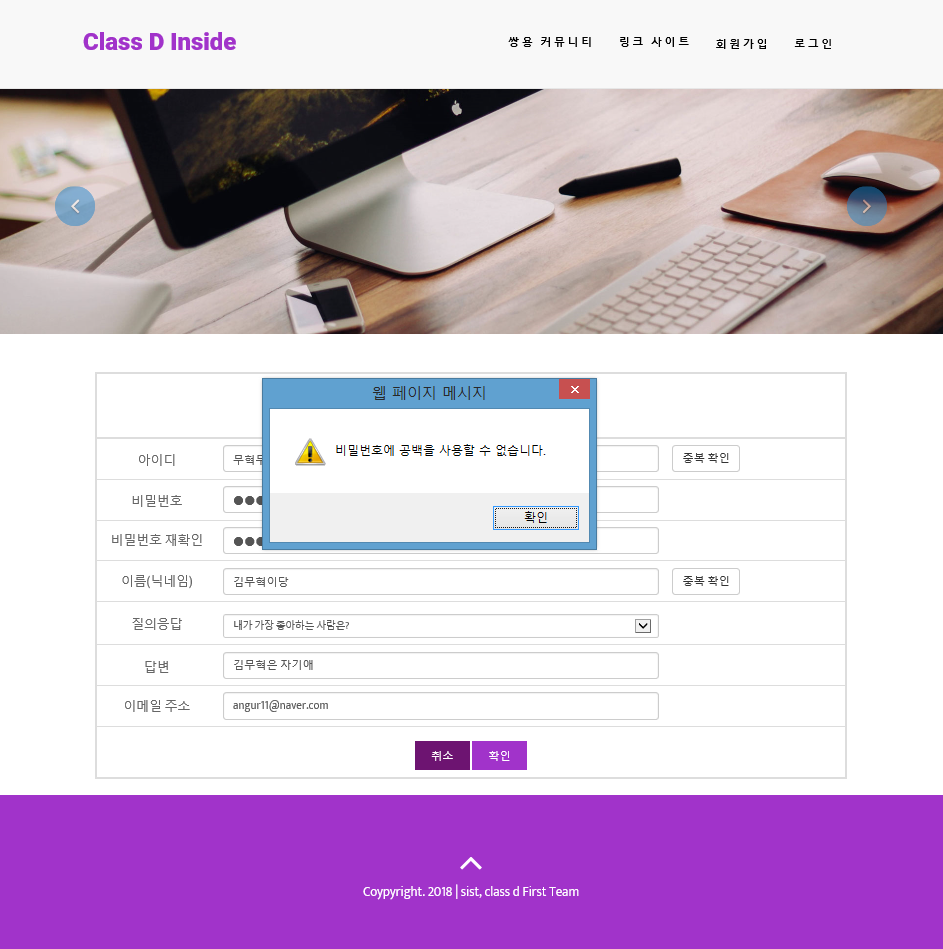 Class D Inside
쌍용 커뮤니티 링크 사이트 회원가입 로그인
웹 페이지 메시지
비밀번호에 공백을 사용할 수 없습니다.
확인
아이디 중복 확인
비밀번호
비밀번호 재확인
이름(닉네임) 김무혁이당 중복 확인
질의응답 내가 가장 좋아하는 사람은?
답변 김무혁은 자기애
이메일 주소 angur11@naver.com
취소 확인
Coypyright. 2018 | sist, class d First Team